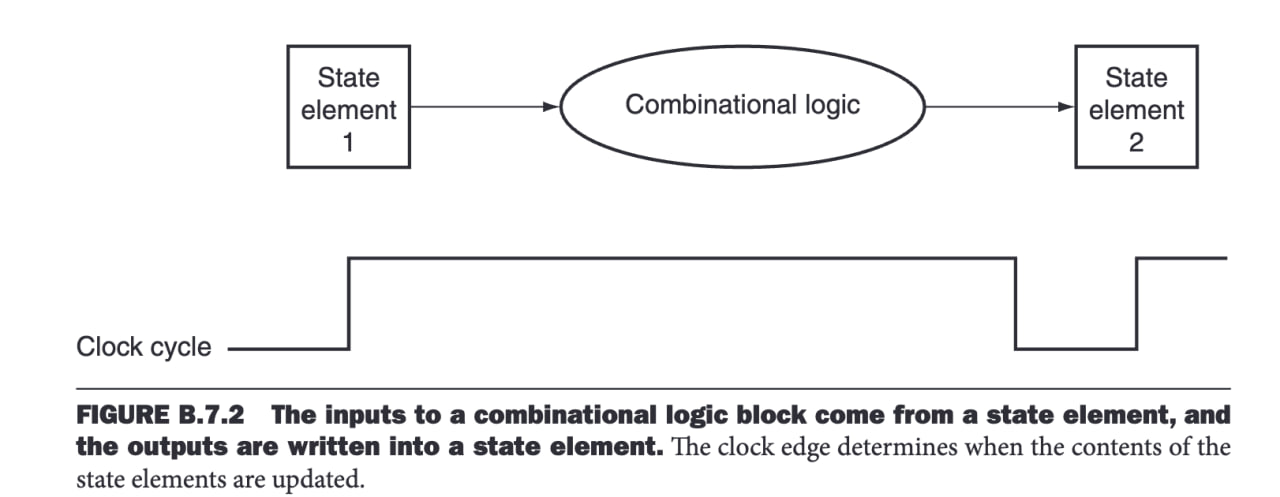 State
element
1
Combinational logic
State
element
2
Clock cycle
FIGURE B.7.2 The inputs to a combinational logic block come from a state element, and
the outputs are written into a state element. The clock edge determines when the contents of the
state elements are updated.